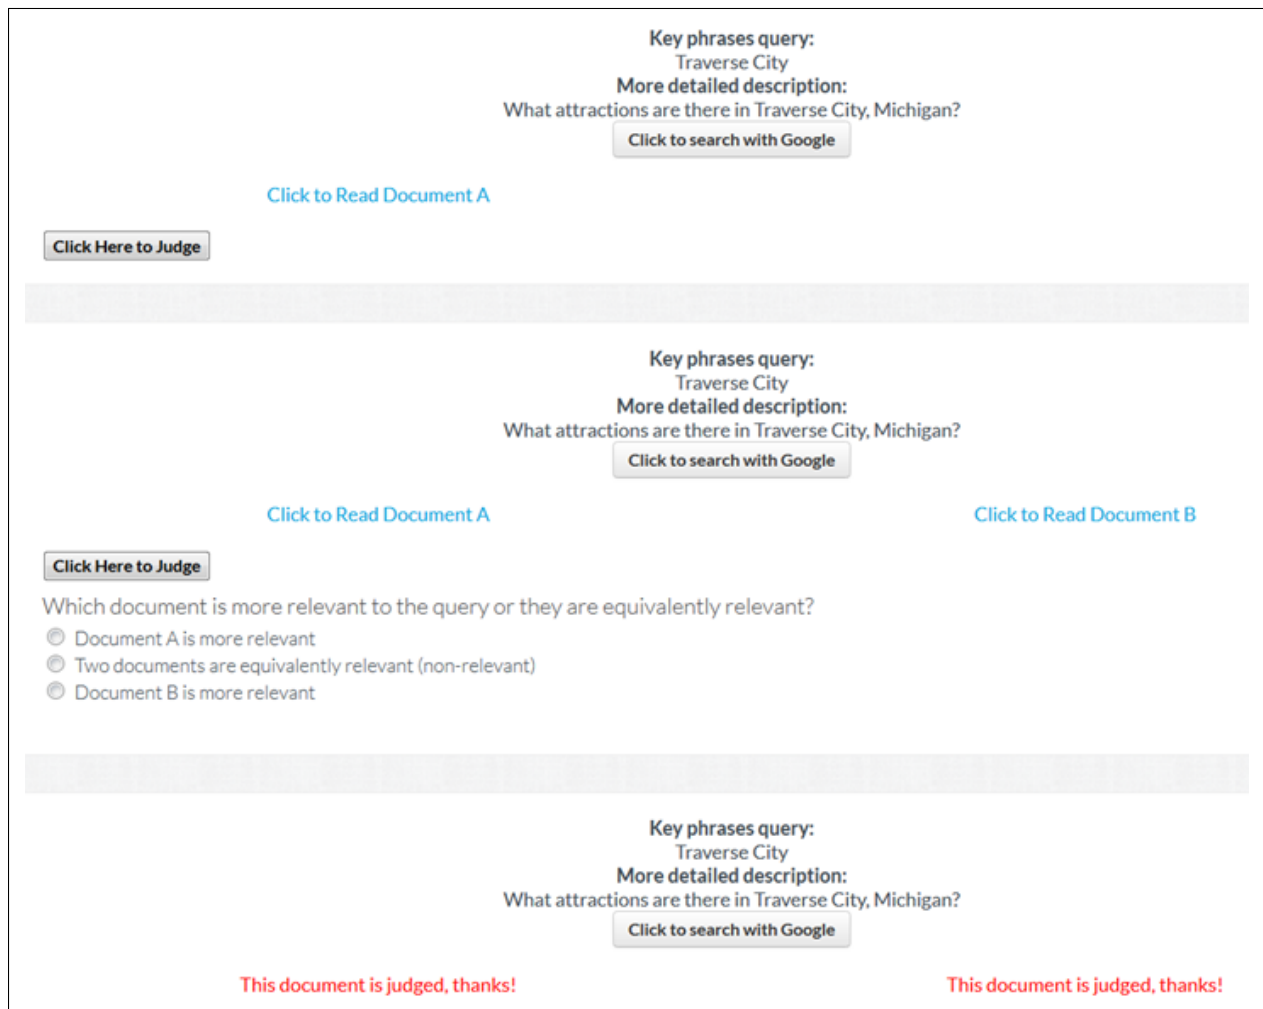 Key phrases query:
Traverse City
More detailed description:
What attractions are there in Traverse City, Michigan?
Click to search with Google
Click to Read Document A
Click Here to Judge
Key phrases query:
Traverse City
More detailed description:
What attractions are there in Traverse City, Michigan?
Click to search with Google
Click to Read Document A
Click to Read Document B
Click Here to Judge
Which document is more relevant to the query or they are equivalently relevant?
Document A is more relevant
Two documents are equivalently relevant (non-relevant)
Document B is more relevant
Key phrases query:
Traverse City
More detailed description:
What attractions are there in Traverse City, Michigan?
Click to search with Google
This document is judged, thanks!
This document is judged, thanks!